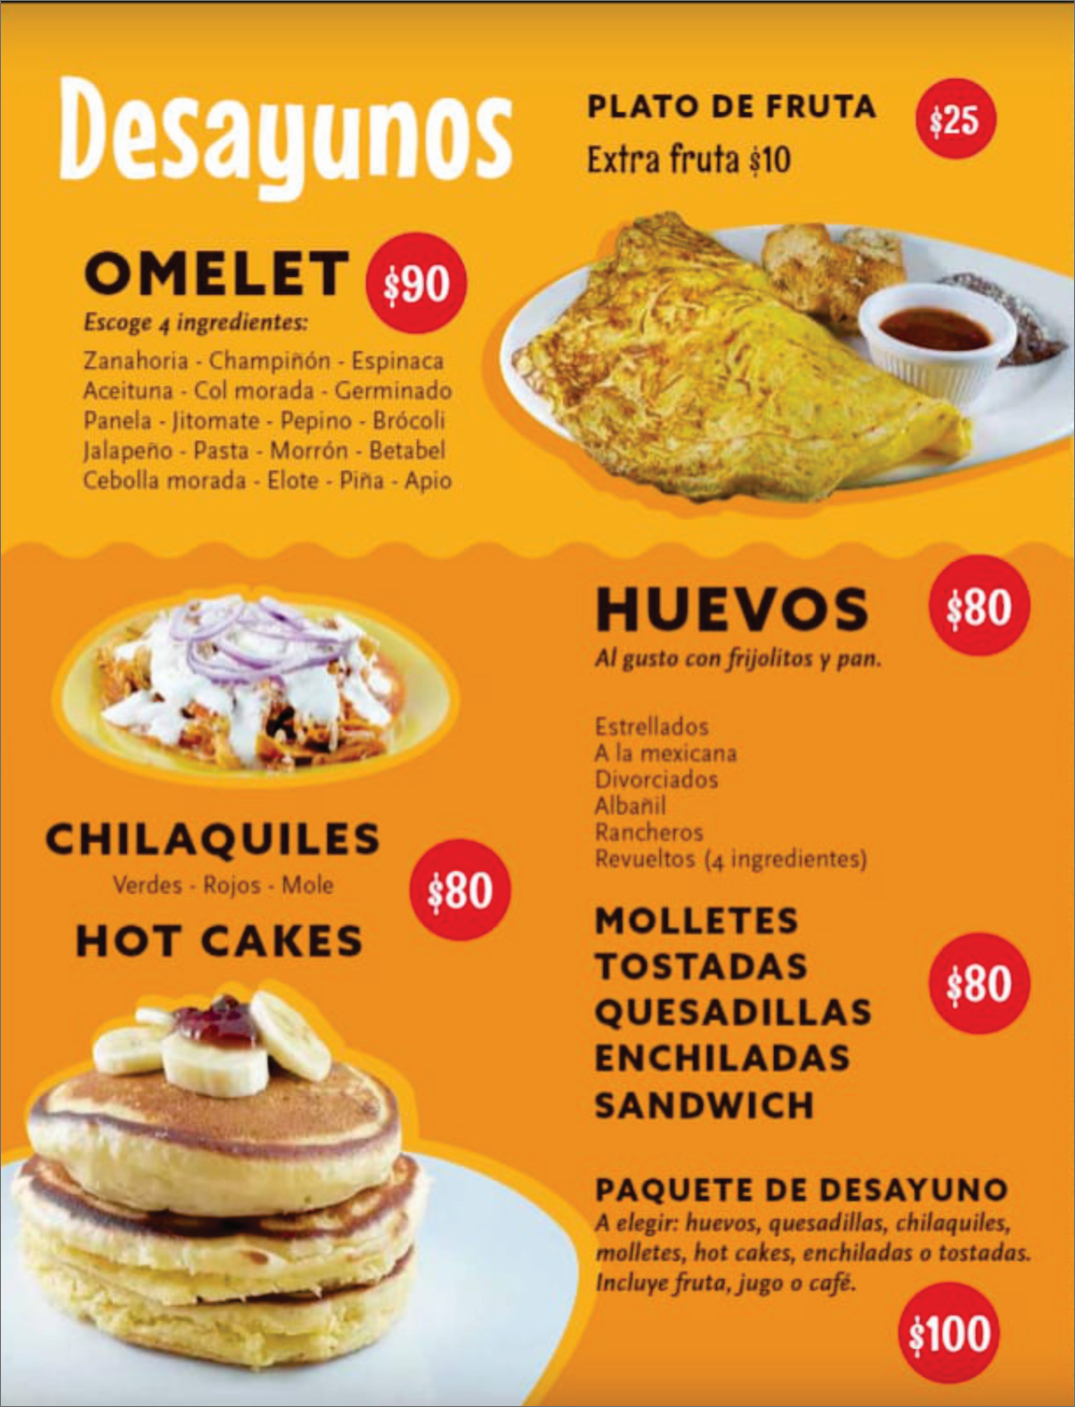 Desayunos
PLATO DE FRUTA
$25
Extra fruta $10
OMELET
$90
Escoge 4 ingredientes:
Zanahoria - Champiñón - Espinaca
Aceituna - Col morada - Germinado
Panela - Jitomate - Pepino - Brócoli
Jalapeño - Pasta - Morrón - Betabel
Cebolla morada - Elote - Piña - Apio
HUEVOS
$80
Al gusto con frijolitos y pan.
Estrellados
A la mexicana
Divorciados
Albañil
Rancheros
Revueltos (4 ingredientes)
CHILAQUILES
Verdes - Rojos - Mole
$80
HOT CAKES
MOLLETES
TOSTADAS
QUESADILLAS
ENCHILADAS
SANDWICH
$80
PAQUETE DE DESAYUNO
A elegir: huevos, quesadillas, chilaquiles,
molletes, hot cakes, enchiladas o tostadas.
Incluye fruta, jugo o café.
$100